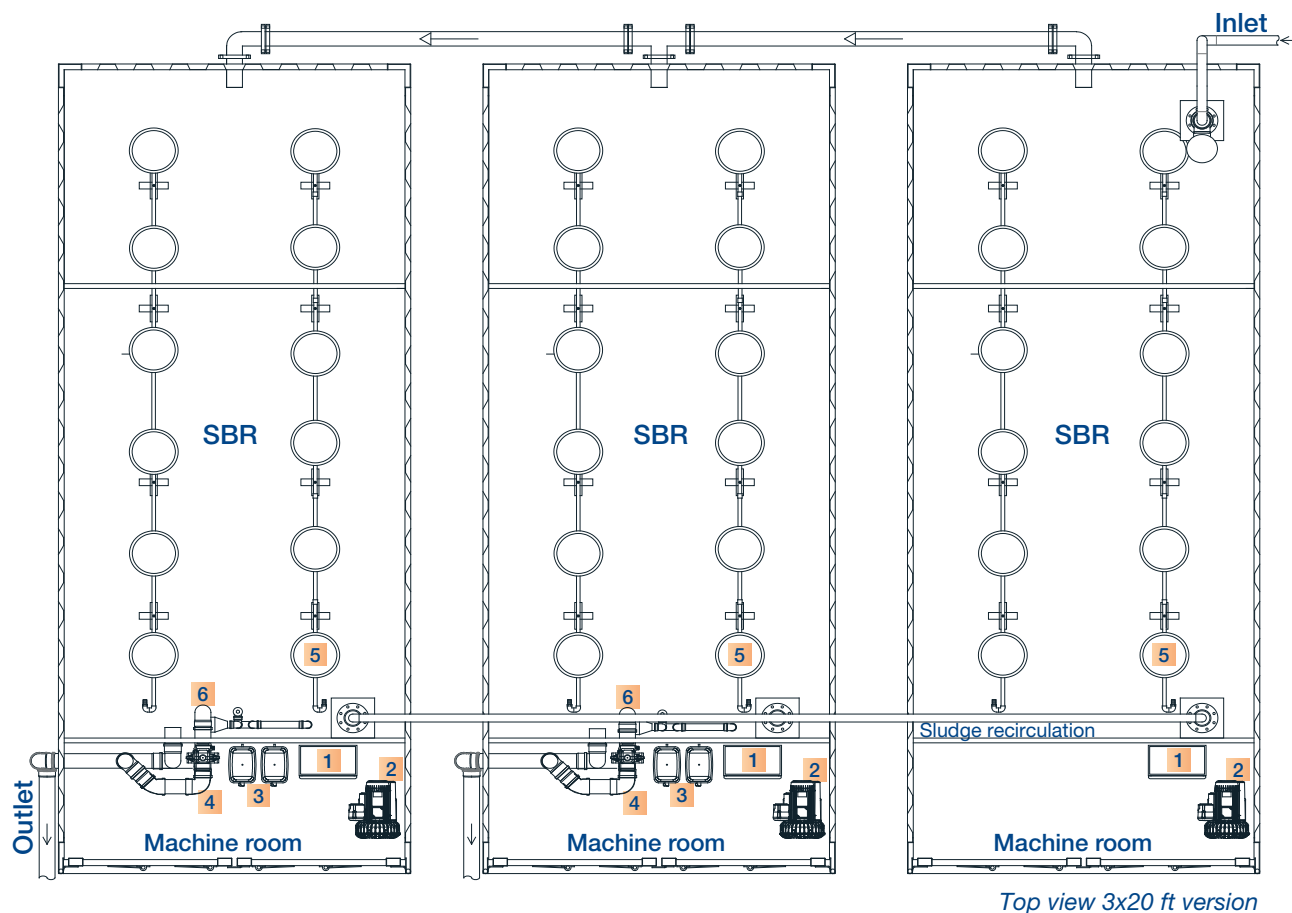 Inlet
SBR
SBR
SBR
5
5
5
6
6
Sludge recirculation
1
1
1
2
2
2
3
3
4
4
Outlet
Machine room
Machine room
Machine room
Top view 3x20 ft version